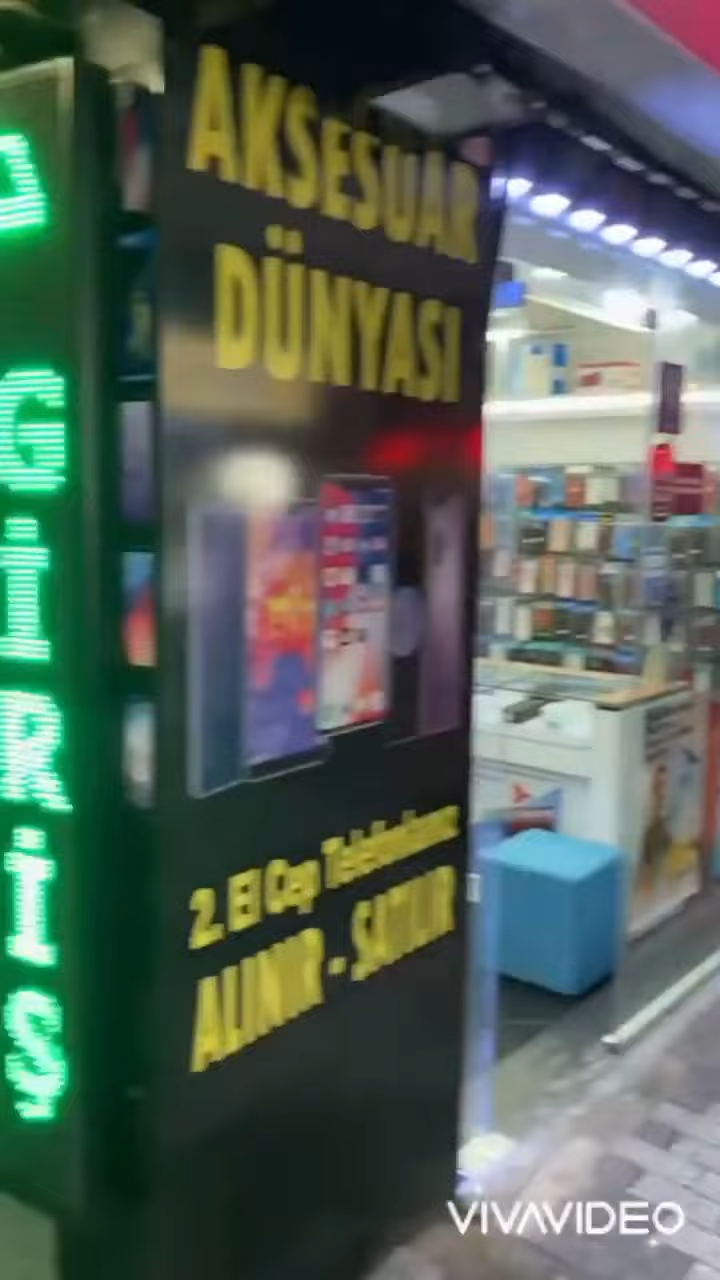 GİRİŞ
AKSESUAR
DÜNYASI
2. El Cep Telefonlarınız
ALINIR - SATILIR
VIVAVIDEO